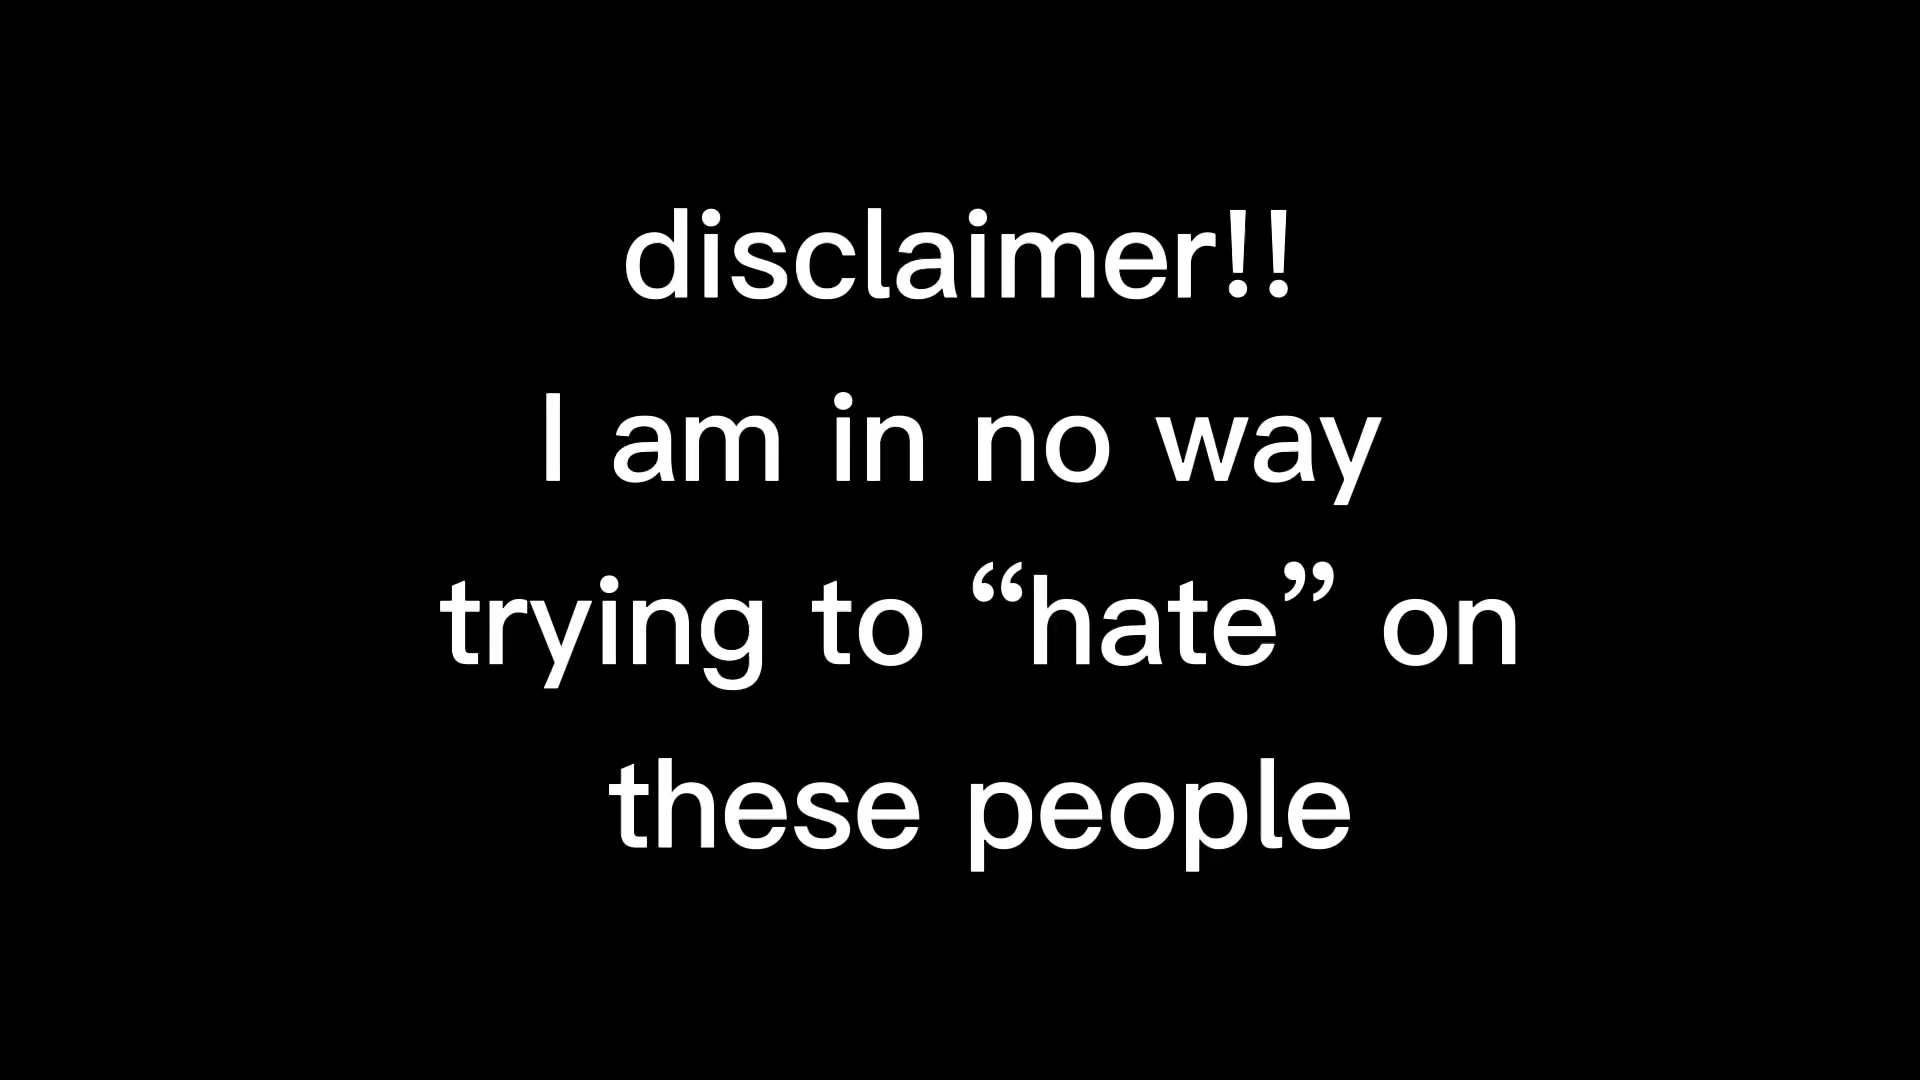 disclaimer!!
I am in no way
trying to “hate” on
these people